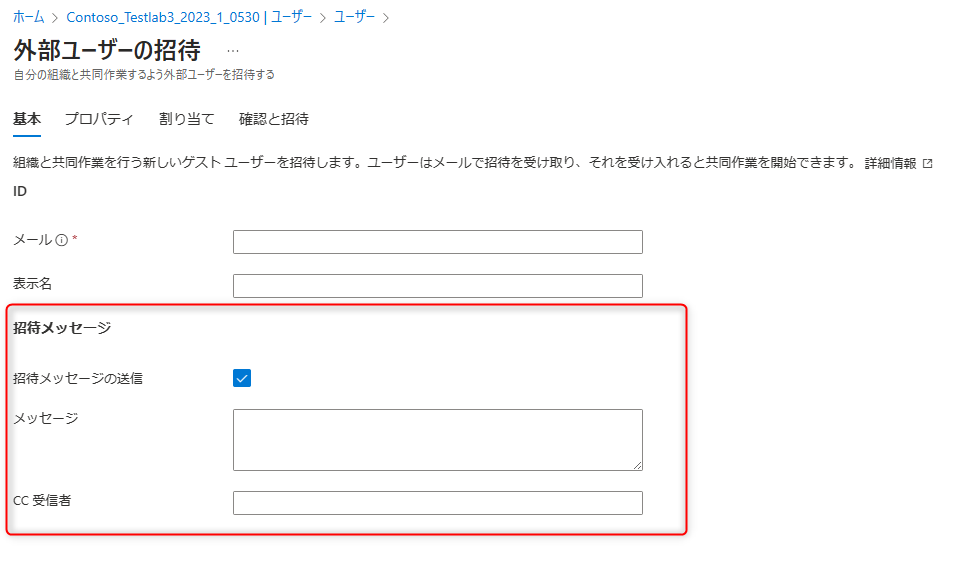 ホーム > Contoso_Testlab3_2023_1_0530 | ユーザー > ユーザー >
外部ユーザーの招待 …
自分の組織と共同作業するよう外部ユーザーを招待する
基本 プロパティ 割り当て 確認と招待
組織と共同作業を行う新しいゲスト ユーザーを招待します。ユーザーはメールで招待を受け取り、それを受け入れると共同作業を開始できます。 詳細情報
ID
メール *
表示名
招待メッセージ
招待メッセージの送信
メッセージ
CC 受信者